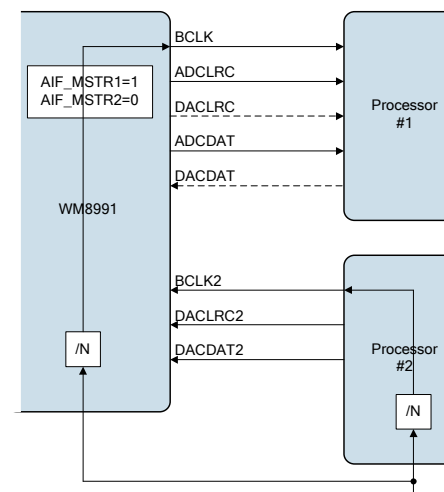 BCLK
AIF_MSTR1=1
AIF_MSTR2=0
ADCLRC
DACLRC
ADCDAT
DACDAT
Processor
#1
WM8991
BCLK2
DACLRC2
DACDAT2
/N
Processor
#2
/N